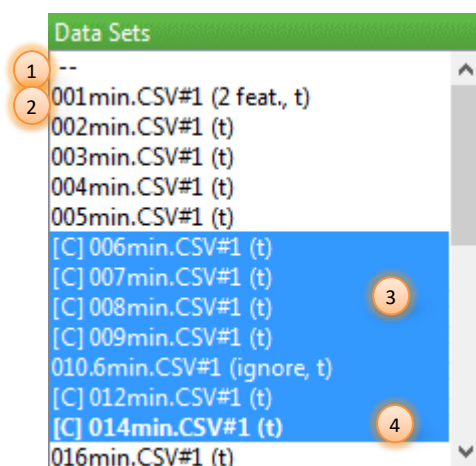 Data Sets
1
--
2
001min.CSV#1 (2 feat., t)
002min.CSV#1 (t)
003min.CSV#1 (t)
004min.CSV#1 (t)
005min.CSV#1 (t)
[C] 006min.CSV#1 (t)
[C] 007min.CSV#1 (t)
3
[C] 008min.CSV#1 (t)
[C] 009min.CSV#1 (t)
010.6min.CSV#1 (ignore, t)
[C] 012min.CSV#1 (t)
[C] 014min.CSV#1 (t)
4
016min.CSV#1 (t)